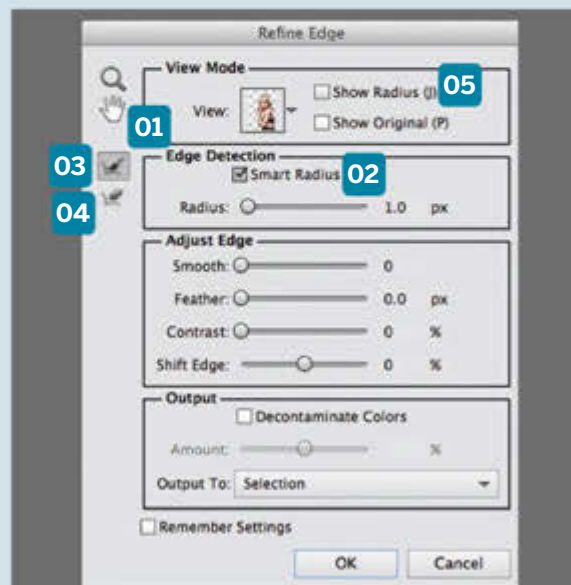 Refine Edge
View Mode
Show Radius (J) 05
View:
Show Original (P)
01
Edge Detection
03
Smart Radius 02
04
Radius: 1.0 px
Adjust Edge
Smooth: 0
Feather: 0.0 px
Contrast: 0 %
Shift Edge: 0 %
Output
Decontaminate Colors
Amount: %
Output To: Selection
Remember Settings
OK Cancel